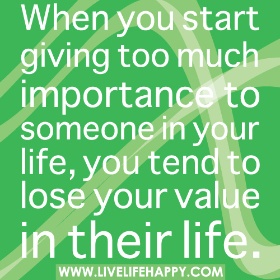 When you start
giving too much
importance to
someone in your
life, you tend to
lose your value
in their life.
WWW.LIVELIFEHAPPY.COM